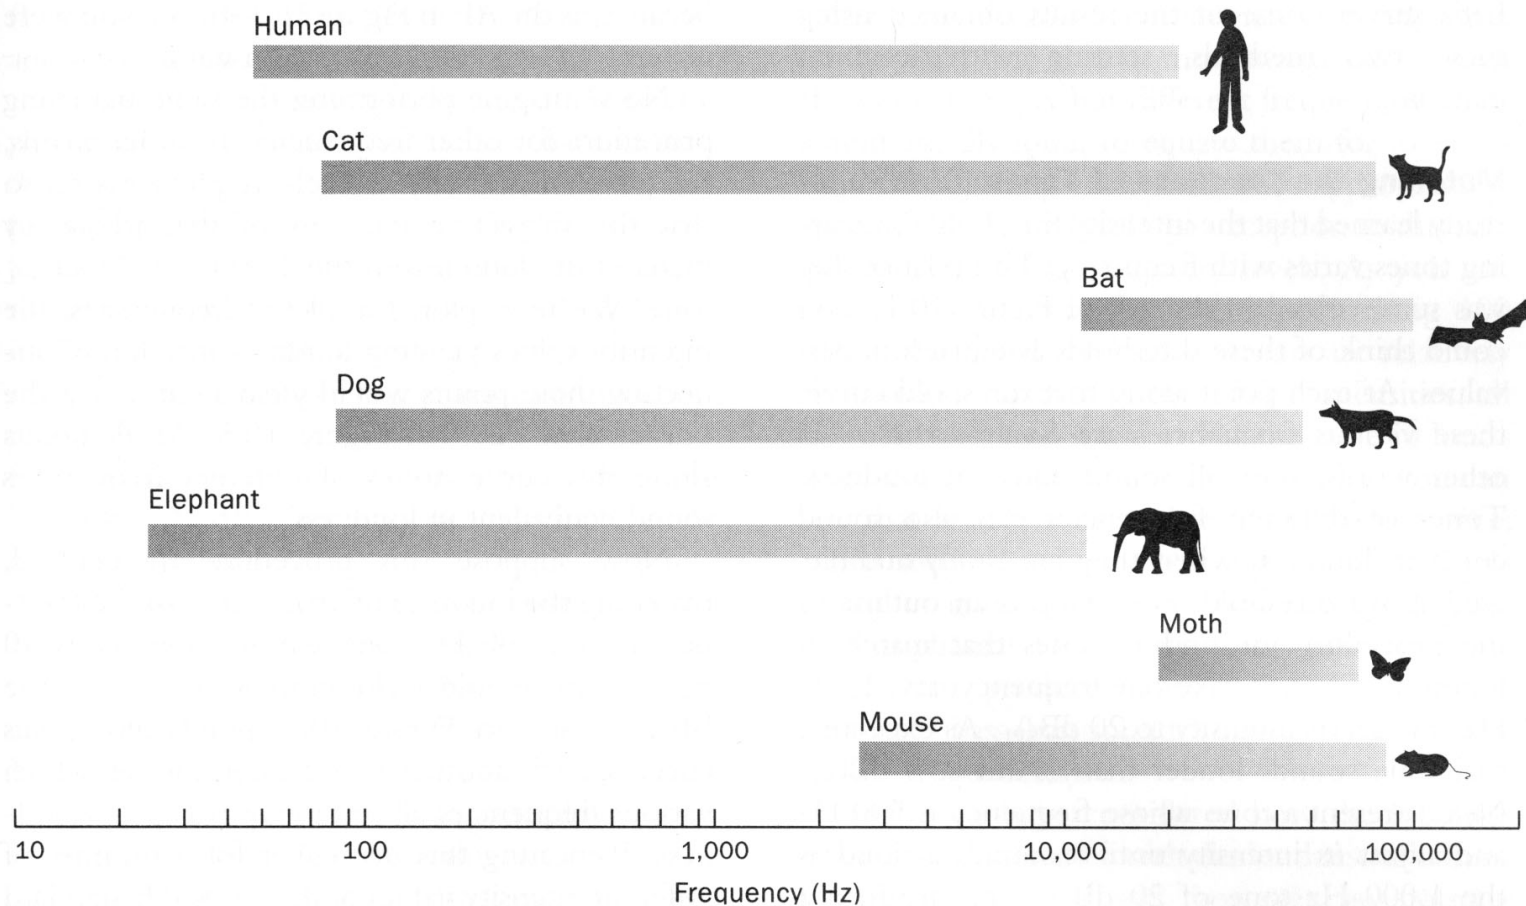 Human
Cat
Bat
Dog
Elephant
Moth
Mouse
10 100 1,000 10,000 100,000
Frequency (Hz)